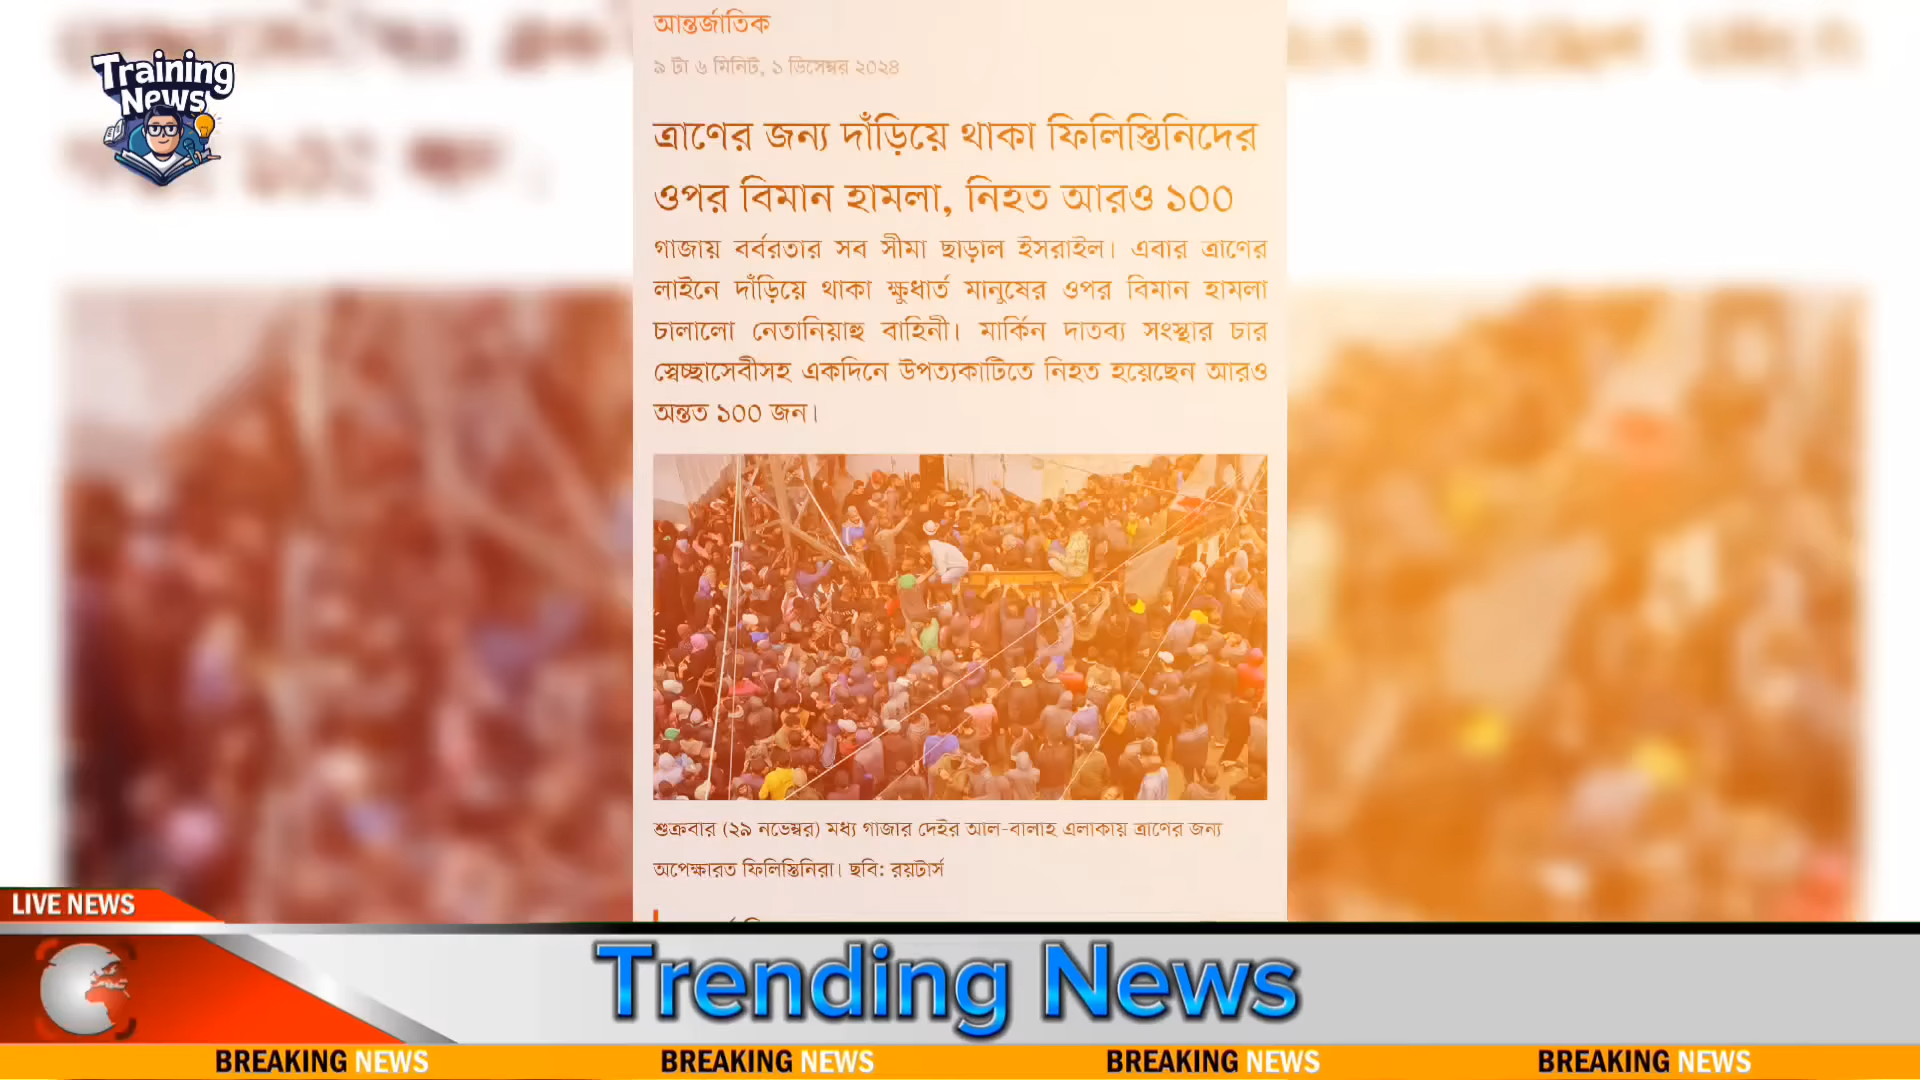 Training
News
আন্তর্জাতিক
৯ টা ৬ মিনিট, ১ ডিসেম্বর ২০২৪
ত্রাণের জন্য দাঁড়িয়ে থাকা ফিলিস্তিনিদের
ওপর বিমান হামলা, নিহত আরও ১০০
গাজায় বর্বরতার সব সীমা ছাড়াল ইসরাইল। এবার ত্রাণের
লাইনে দাঁড়িয়ে থাকা ক্ষুধার্ত মানুষের ওপর বিমান হামলা
চালালো নেতানিয়াহু বাহিনী। মার্কিন দাতব্য সংস্থার চার
স্বেচ্ছাসেবীসহ একদিনে উপত্যকাটিতে নিহত হয়েছেন আরও
অন্তত ১০০ জন।
শুক্রবার (২৯ নভেম্বর) মধ্য গাজার দেইর আল-বালাহ এলাকায় ত্রাণের জন্য
অপেক্ষারত ফিলিস্তিনিরা। ছবি: রয়টার্স
LIVE NEWS
Trending News
BREAKING NEWS BREAKING NEWS BREAKING NEWS BREAKING NEWS